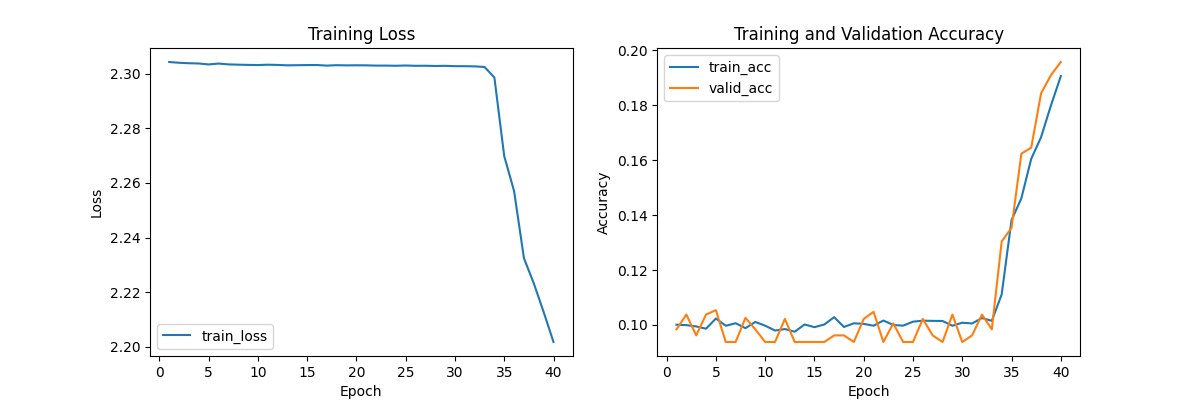 Training Loss
2.30
2.28
2.26
2.24
2.22
2.20
Loss
train_loss
0 5 10 15 20 25 30 35 40
Epoch
Training and Validation Accuracy
0.20
0.18
0.16
0.14
0.12
0.10
Accuracy
train_acc
valid_acc
0 5 10 15 20 25 30 35 40
Epoch